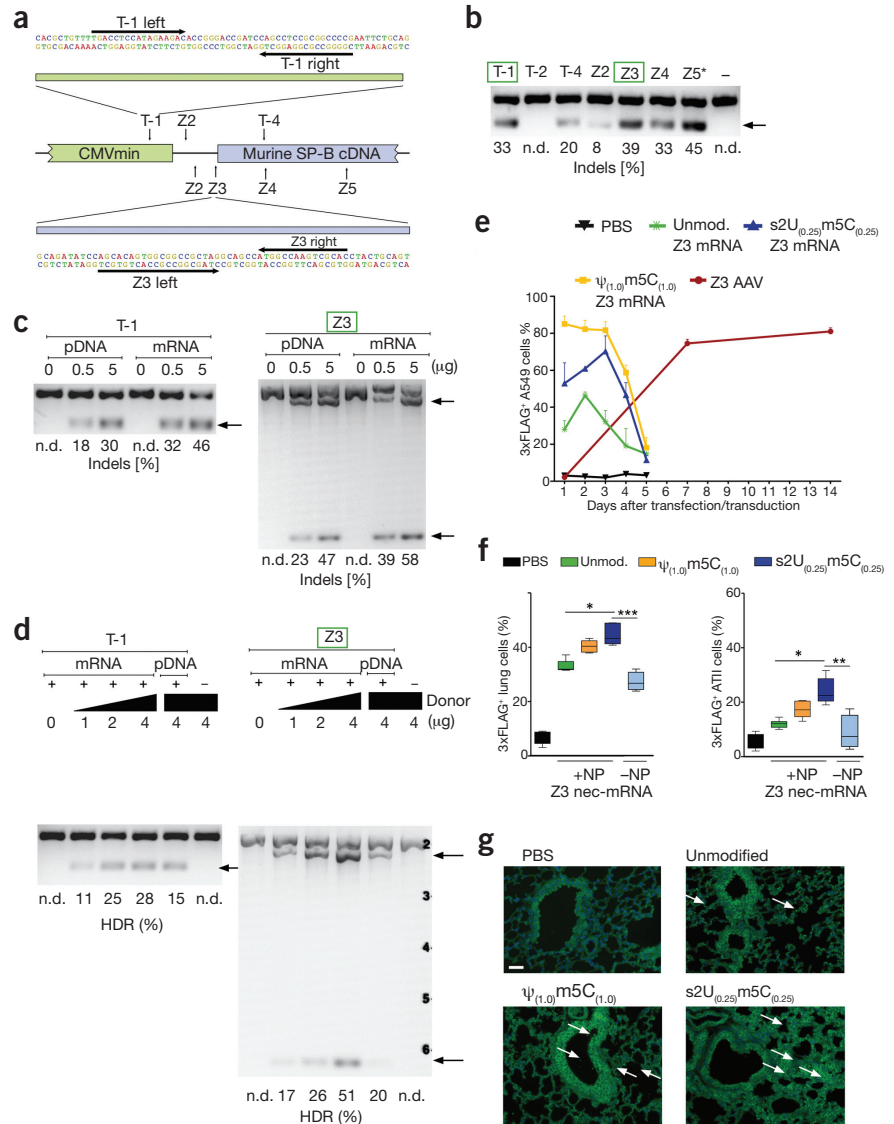 a
T-1 left
CACGCTGTTTTGACCTCCATAGAAGACACCGGGACCGATCCAGCCTCCGCGGCCCCGAATTCTGCAG
GTGCGACAAAACTGGAGGTATCTTCTGTGGCCCTGGCTAGGTCGGAGGCGCCGGGGCTTAAGACGTC
T-1 right
T-1 Z2 T-4
CMVmin Murine SP-B cDNA
Z2 Z3 Z4 Z5
Z3 right
GCAGATATCCAGCACAGTGGCGGCCGCTAGGCAGCCATGGCCAAGTCGCACCTACTGCAGT
CGTCTATAGGTCGTGTCACCGCCGGCGATCCGTCGGTACCGGTTCAGCGTGGATGACGTCA
Z3 left
b
T-1 T-2 T-4 Z2 Z3 Z4 Z5* –
33 n.d. 20 8 39 33 45 n.d.
Indels [%]
c
T-1
pDNA mRNA
0 0.5 5 0 0.5 5
n.d. 18 30 n.d. 32 46
Indels [%]
Z3
pDNA mRNA
0 0.5 5 0 0.5 5 (μg)
n.d. 23 47 n.d. 39 58
Indels [%]
d
T-1
mRNA pDNA
+ + + + + –
0 1 2 4 4 4
n.d. 11 25 28 15 n.d.
HDR (%)
Z3
mRNA pDNA
+ + + + + –
Donor
0 1 2 4 4 4 (μg)
2
3
4
5
6
n.d. 17 26 51 20 n.d.
HDR (%)
e
PBS Unmod. Z3 mRNA s2U(0.25)m5C(0.25) Z3 mRNA
ψ(1.0)m5C(1.0) Z3 mRNA Z3 AAV
3xFLAG+ A549 cells %
100
80
60
40
20
0
1 2 3 4 5 6 7 8 9 10 11 12 13 14
Days after transfection/transduction
f
PBS Unmod. ψ(1.0)m5C(1.0) s2U(0.25)m5C(0.25)
3xFLAG+ lung cells (%)
60
40
20
0
* ***
+NP –NP
Z3 nec-mRNA
3xFLAG+ ATII cells (%)
60
40
20
0
* **
+NP –NP
Z3 nec-mRNA
g
PBS Unmodified
ψ(1.0)m5C(1.0) s2U(0.25)m5C(0.25)